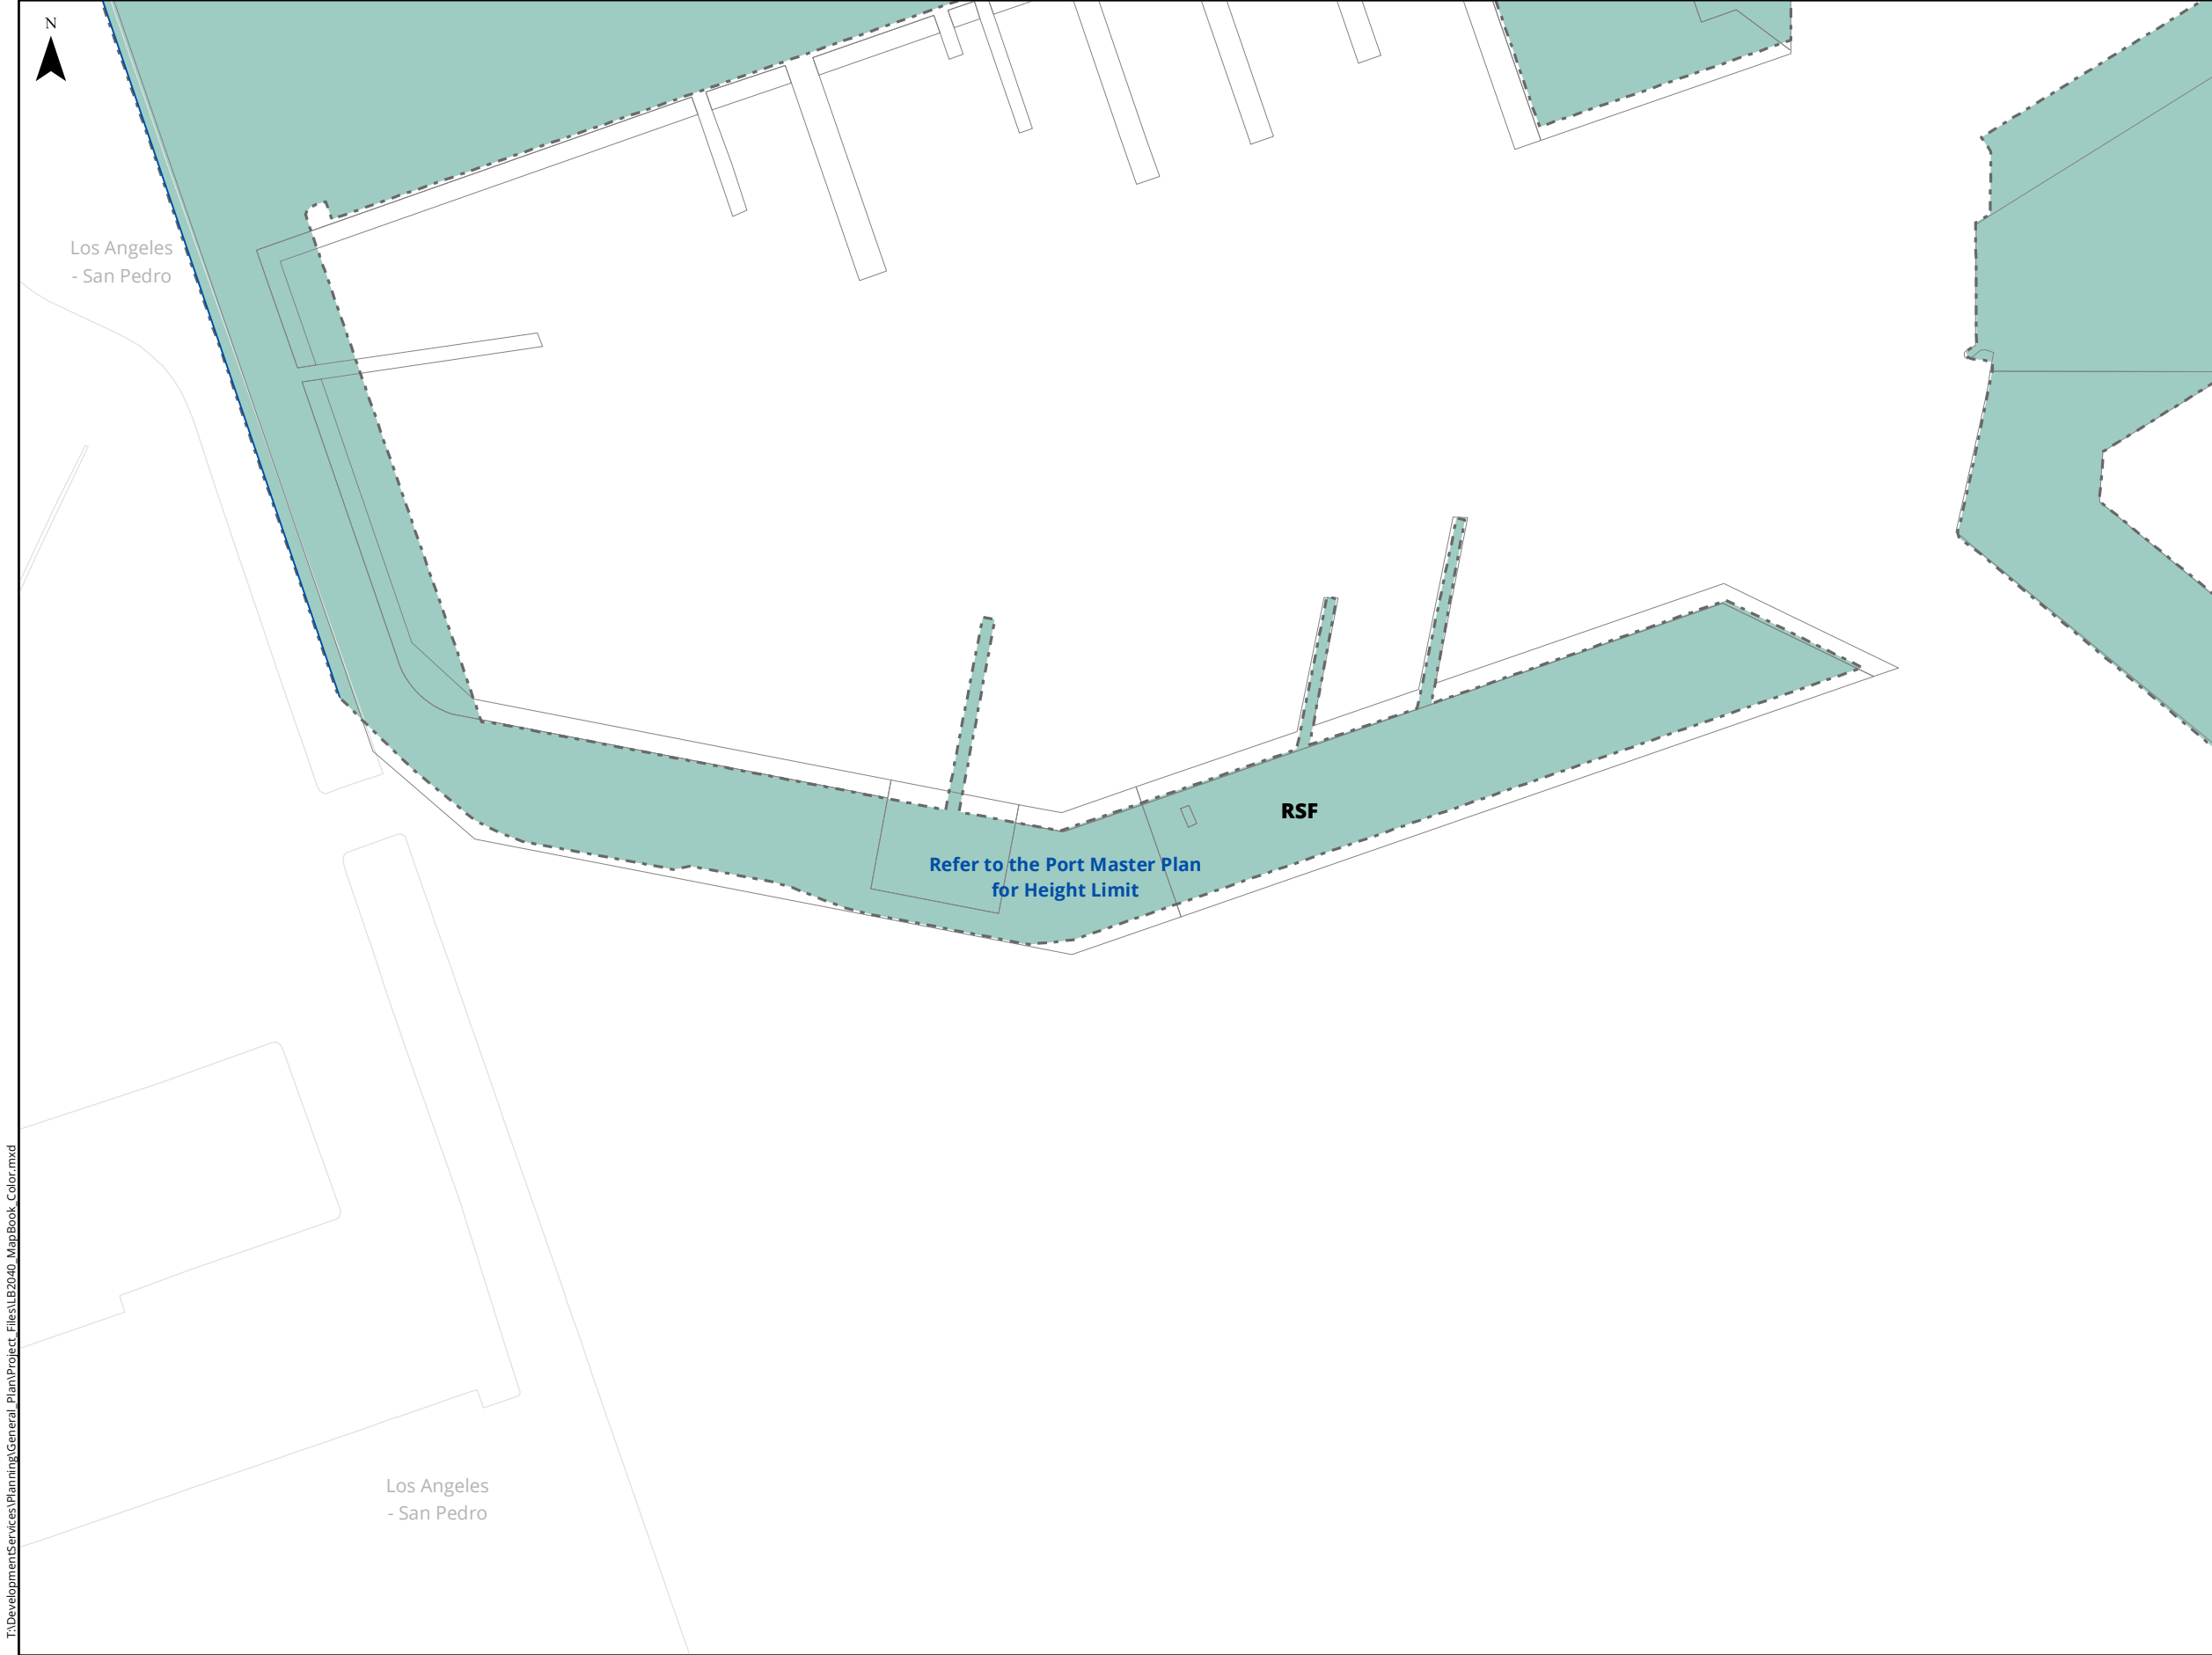 N
Los Angeles
- San Pedro
RSF
Refer to the Port Master Plan
for Height Limit
Los Angeles
- San Pedro
T:\DevelopmentServices\Planning\General_Plan\Project_Files\LB2040_MapBook_Color.mxd